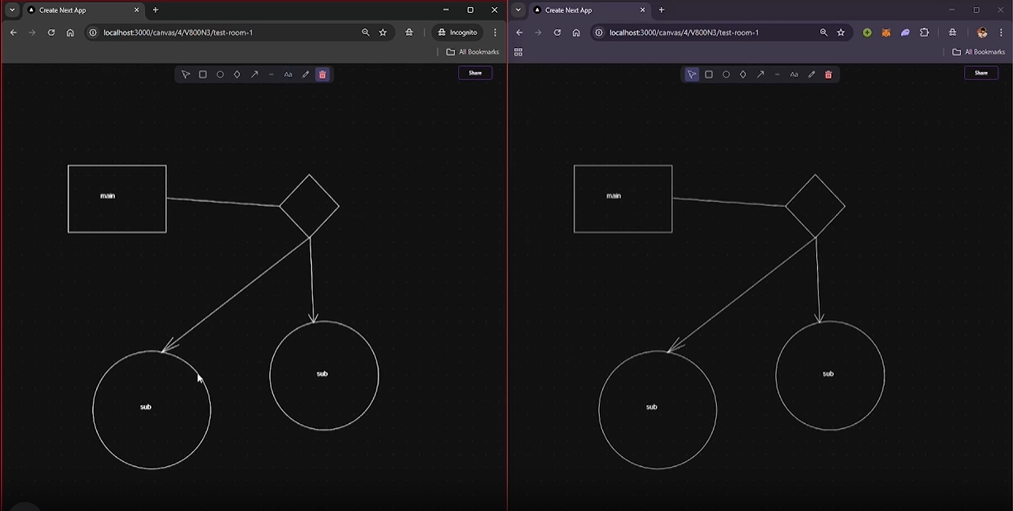 Create Next App
localhost:3000/canvas/4/V800N3/test-room-1
Incognito
All Bookmarks
Aa
Share
main
sub
sub
Create Next App
localhost:3000/canvas/4/V800N3/test-room-1
All Bookmarks
Aa
Share
main
sub
sub